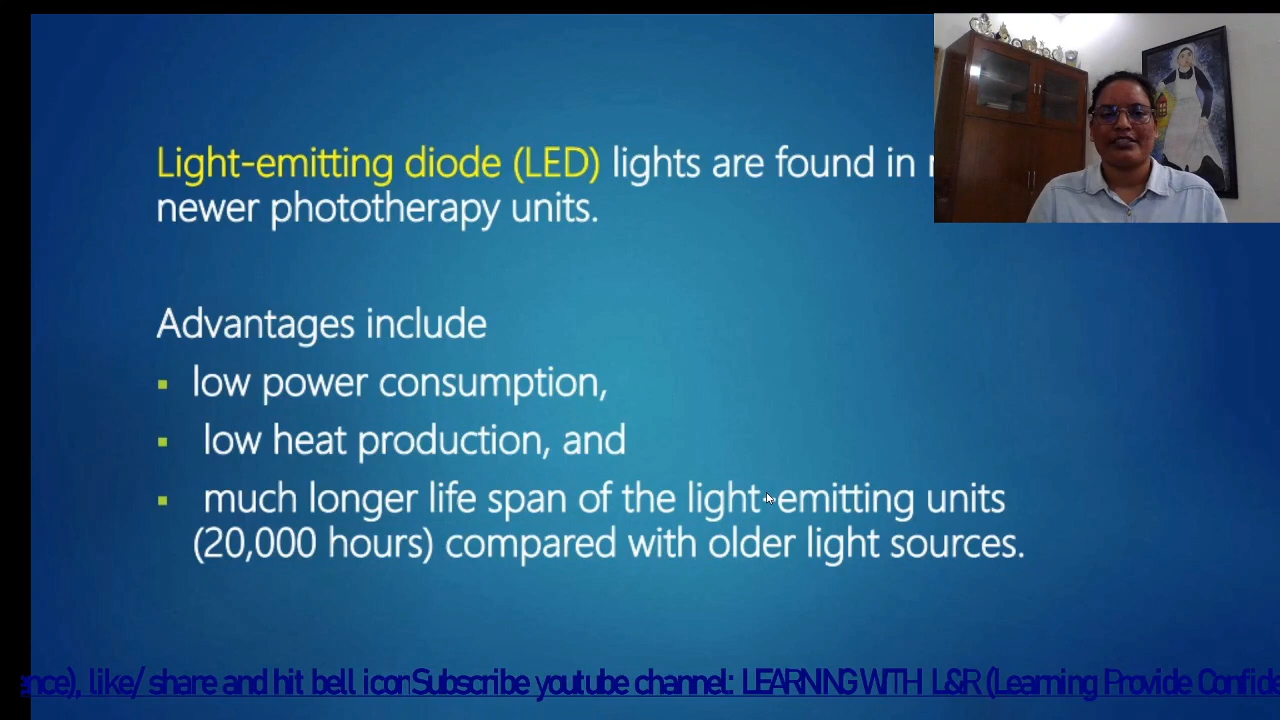 Light-emitting diode (LED) lights are found in
newer phototherapy units.
Advantages include
▪ low power consumption,
▪ low heat production, and
▪ much longer life span of the light-emitting units
(20,000 hours) compared with older light sources.
like/ share and hit bell icon Subscribe youtube channel: LEARNING WITH L&R (Learning Provide